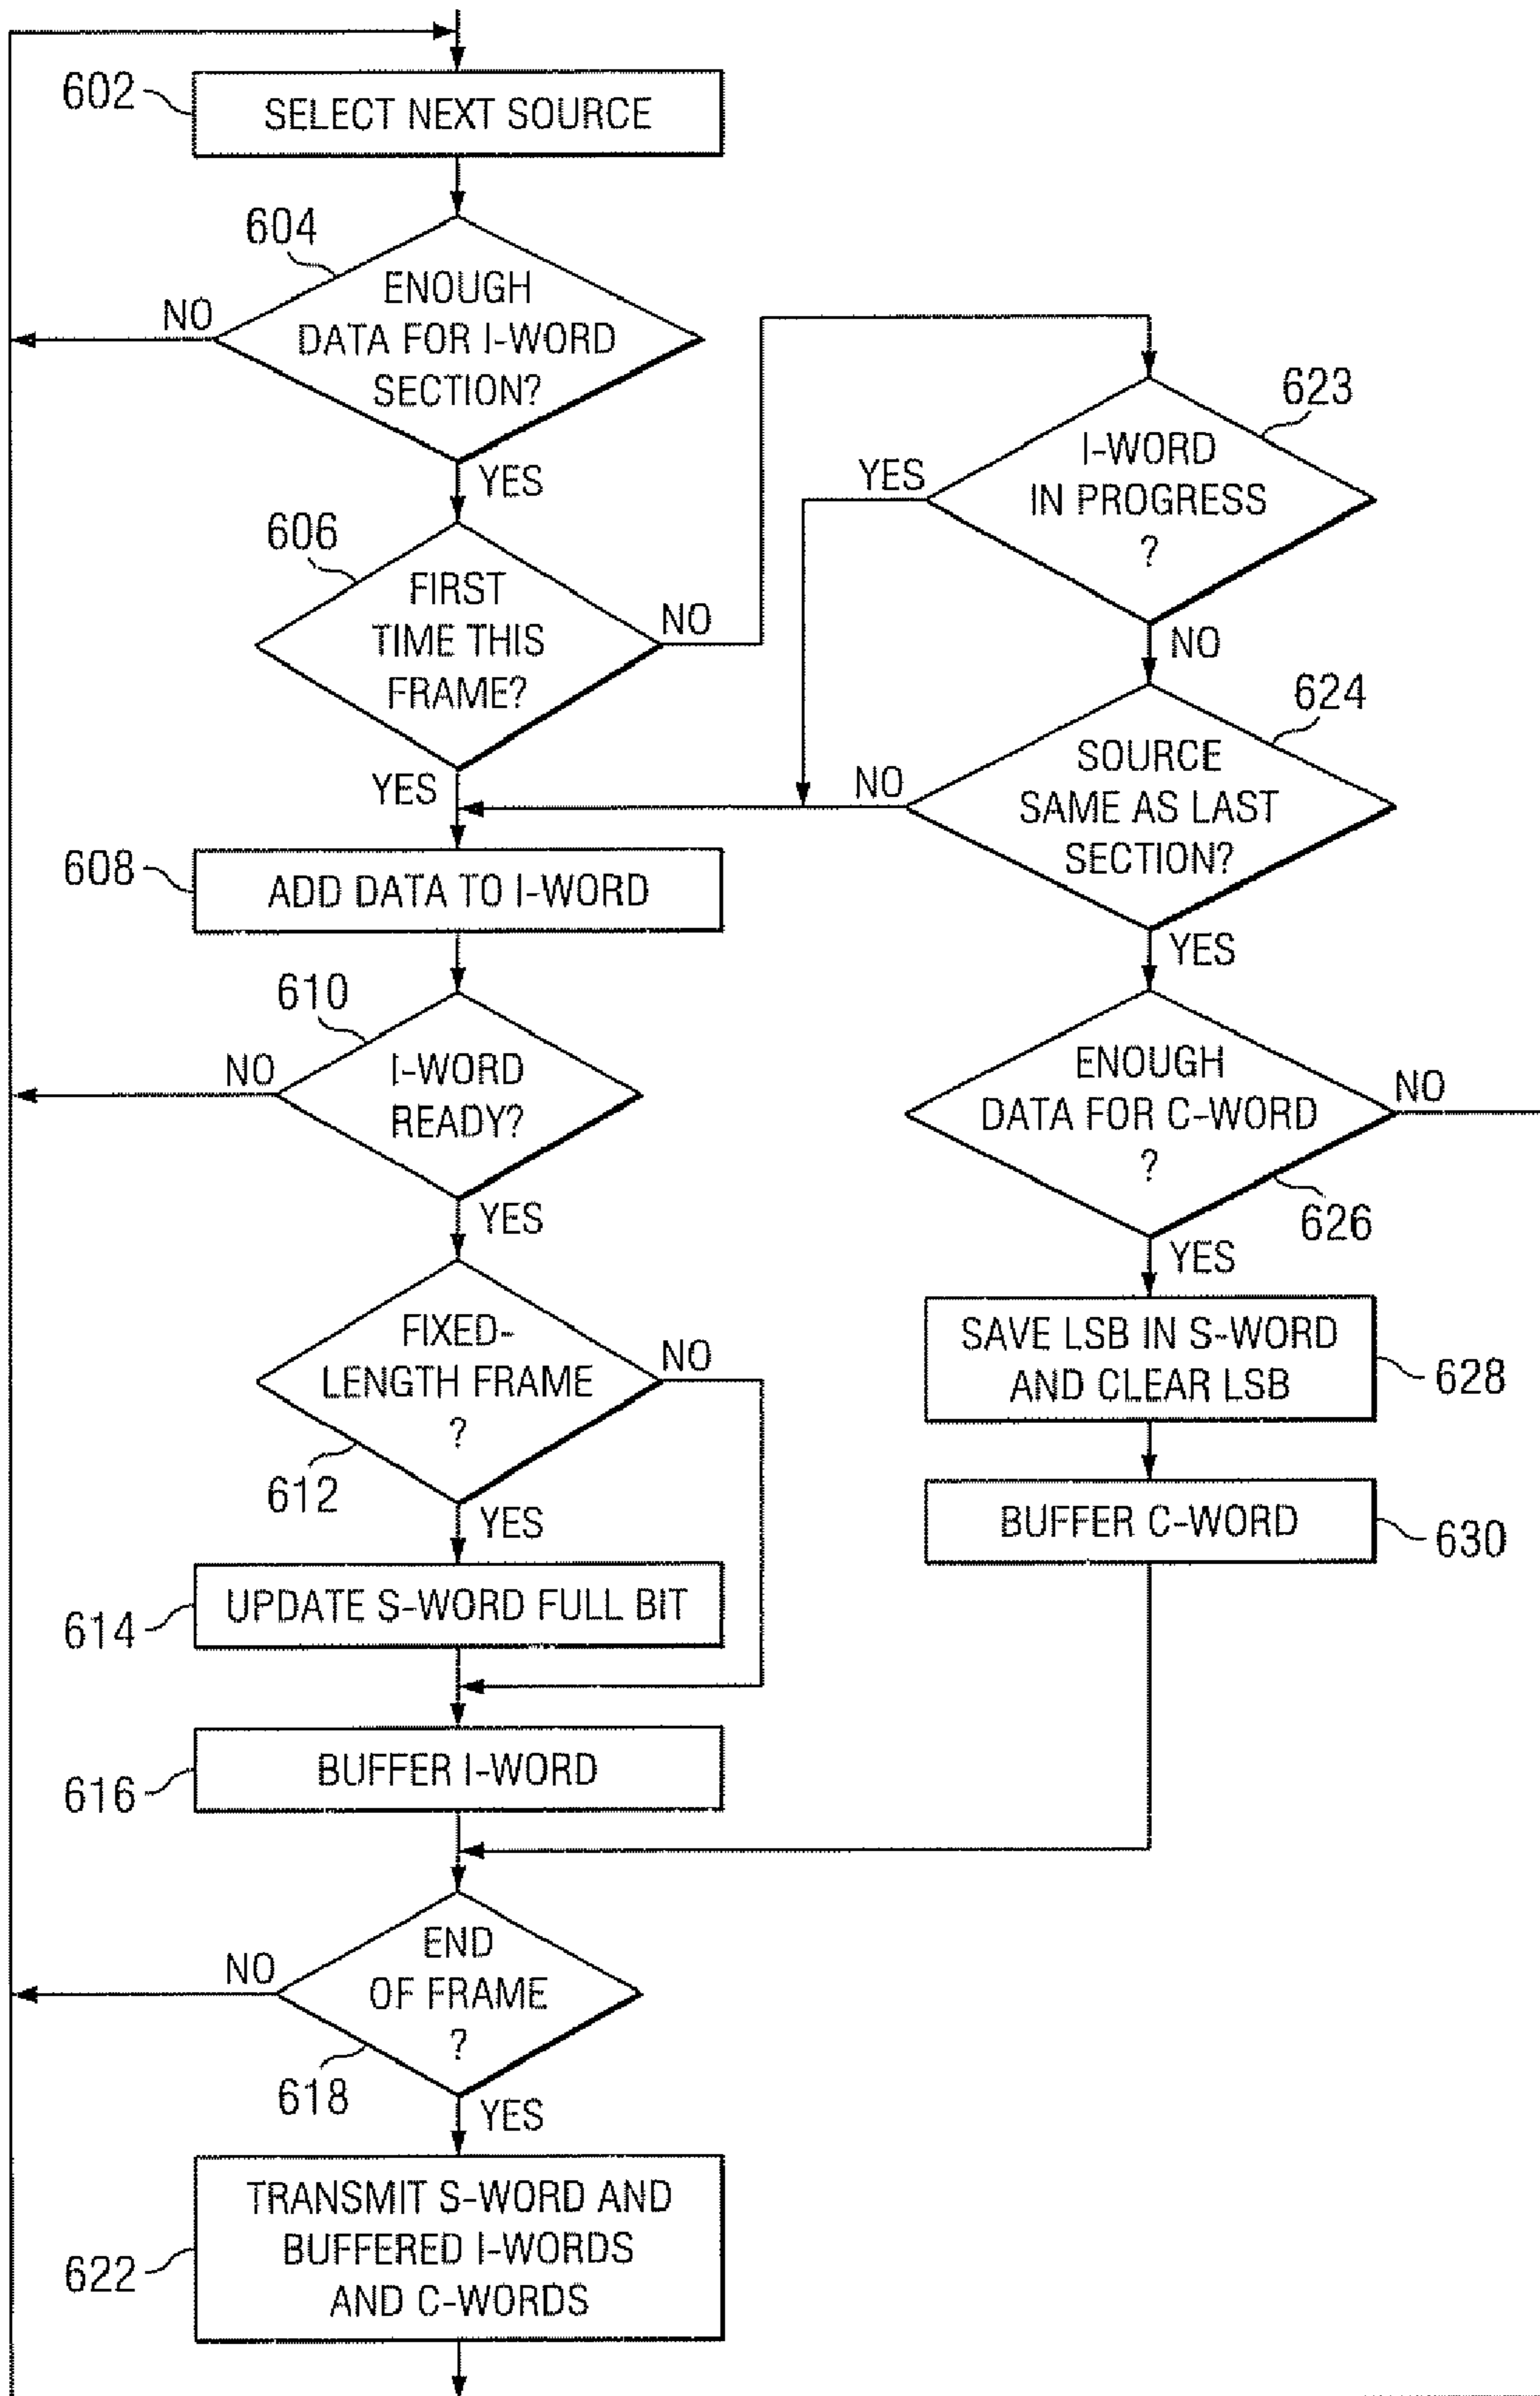 602
SELECT NEXT SOURCE
604
ENOUGH
DATA FOR I-WORD
SECTION?
NO
YES
606
FIRST
TIME THIS
FRAME?
NO
YES
608
ADD DATA TO I-WORD
610
I-WORD
READY?
NO
YES
FIXED-
LENGTH FRAME
?
NO
612
YES
614
UPDATE S-WORD FULL BIT
616
BUFFER I-WORD
END
OF FRAME
?
NO
618
YES
622
TRANSMIT S-WORD AND
BUFFERED I-WORDS
AND C-WORDS
623
I-WORD
IN PROGRESS
?
YES
NO
624
SOURCE
SAME AS LAST
SECTION?
NO
YES
ENOUGH
DATA FOR C-WORD
?
NO
626
YES
SAVE LSB IN S-WORD
AND CLEAR LSB
628
BUFFER C-WORD
630